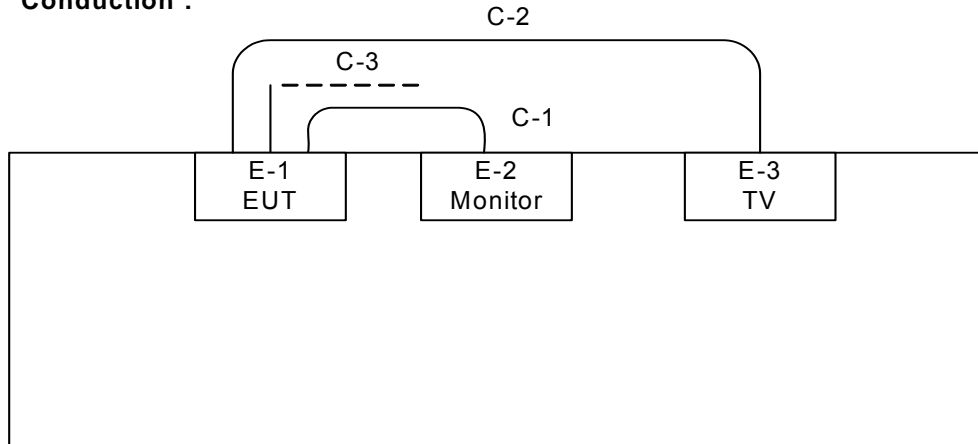 Conduction :
C-2
C-3
C-1
E-1
EUT
E-2
Monitor
E-3
TV